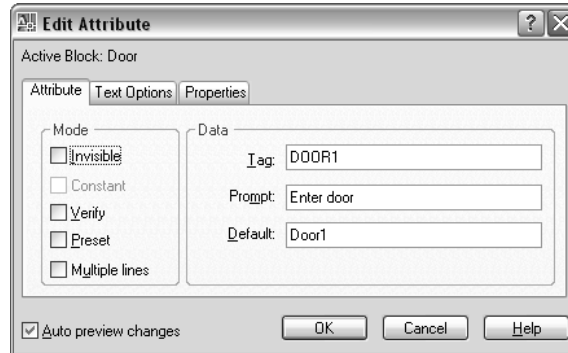 Edit Attribute
Active Block: Door
Attribute Text Options Properties
Mode
Invisible
Constant
Verify
Preset
Multiple lines
Data
Tag: DOOR1
Prompt: Enter door
Default: Door1
Auto preview changes OK Cancel Help